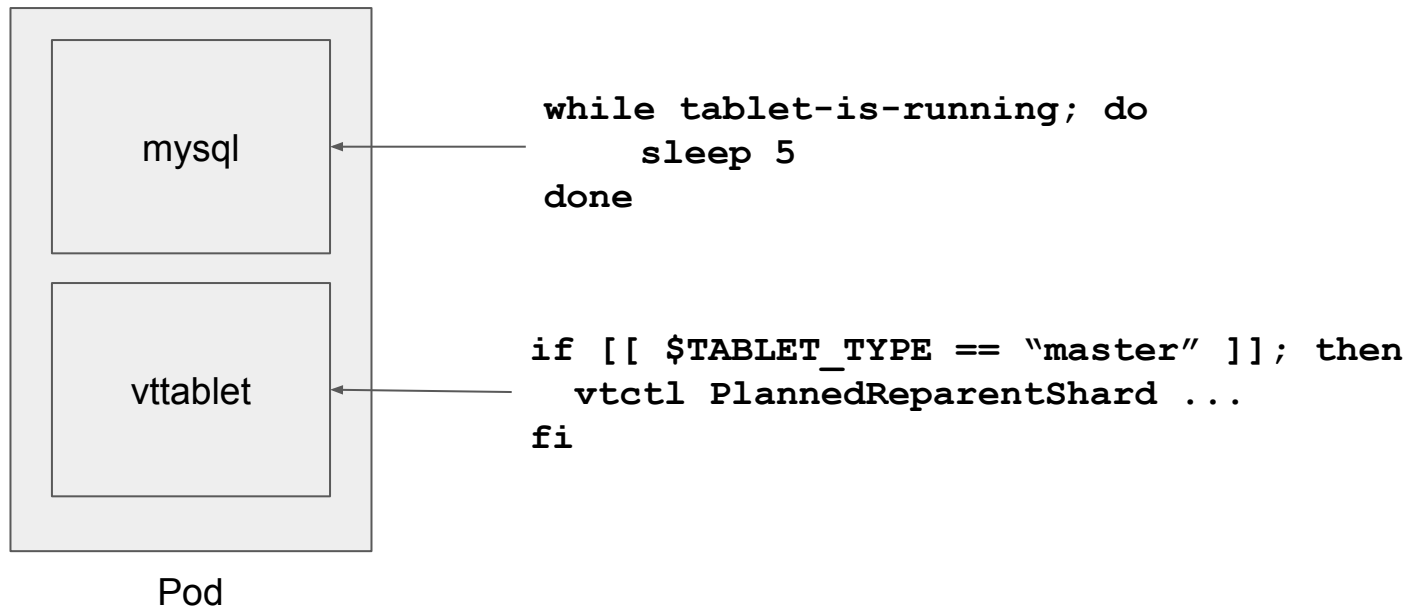 mysql
while tablet-is-running; do
sleep 5
done
vttablet
if [[ $TABLET_TYPE == “master” ]]; then
vtctl PlannedReparentShard ...
fi
Pod